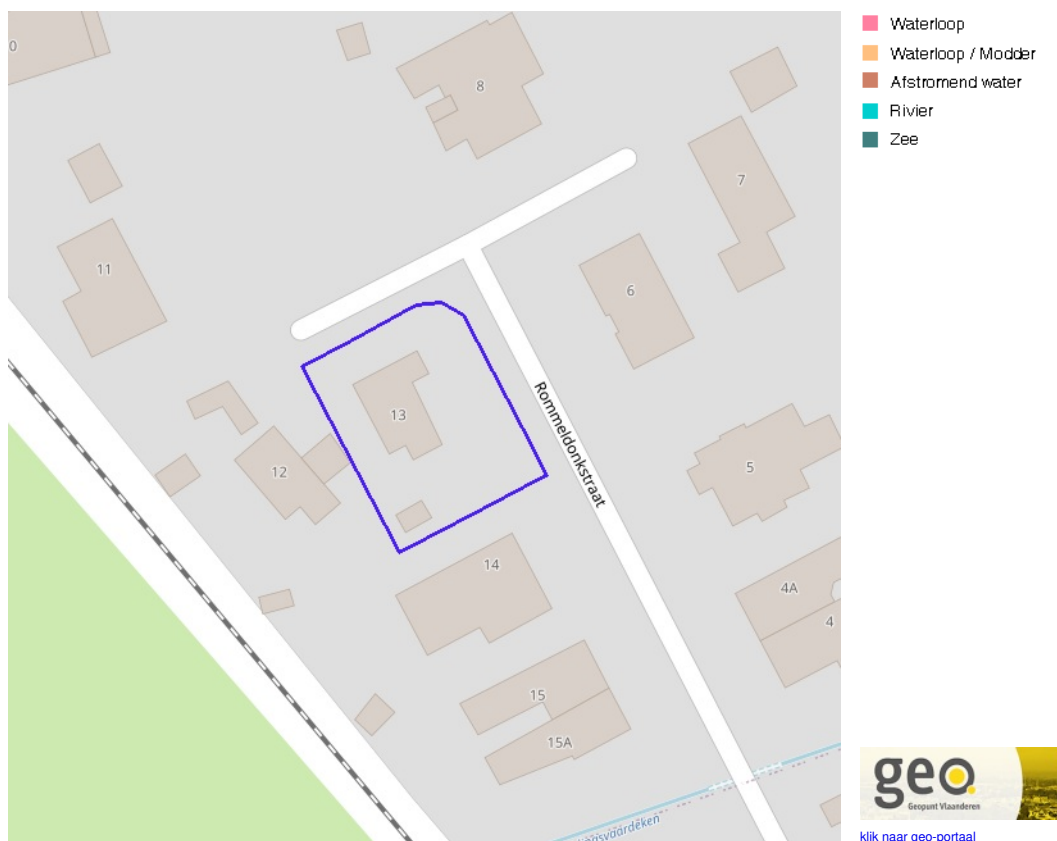 0
8
7
11
6
13
Rommeldonkstraat
12
5
14
4A
4
15
15A
Waterloop
Waterloop / Modder
Afstromend water
Rivier
Zee
geo
Geopunt Vlaanderen
klik naar geo-portaal